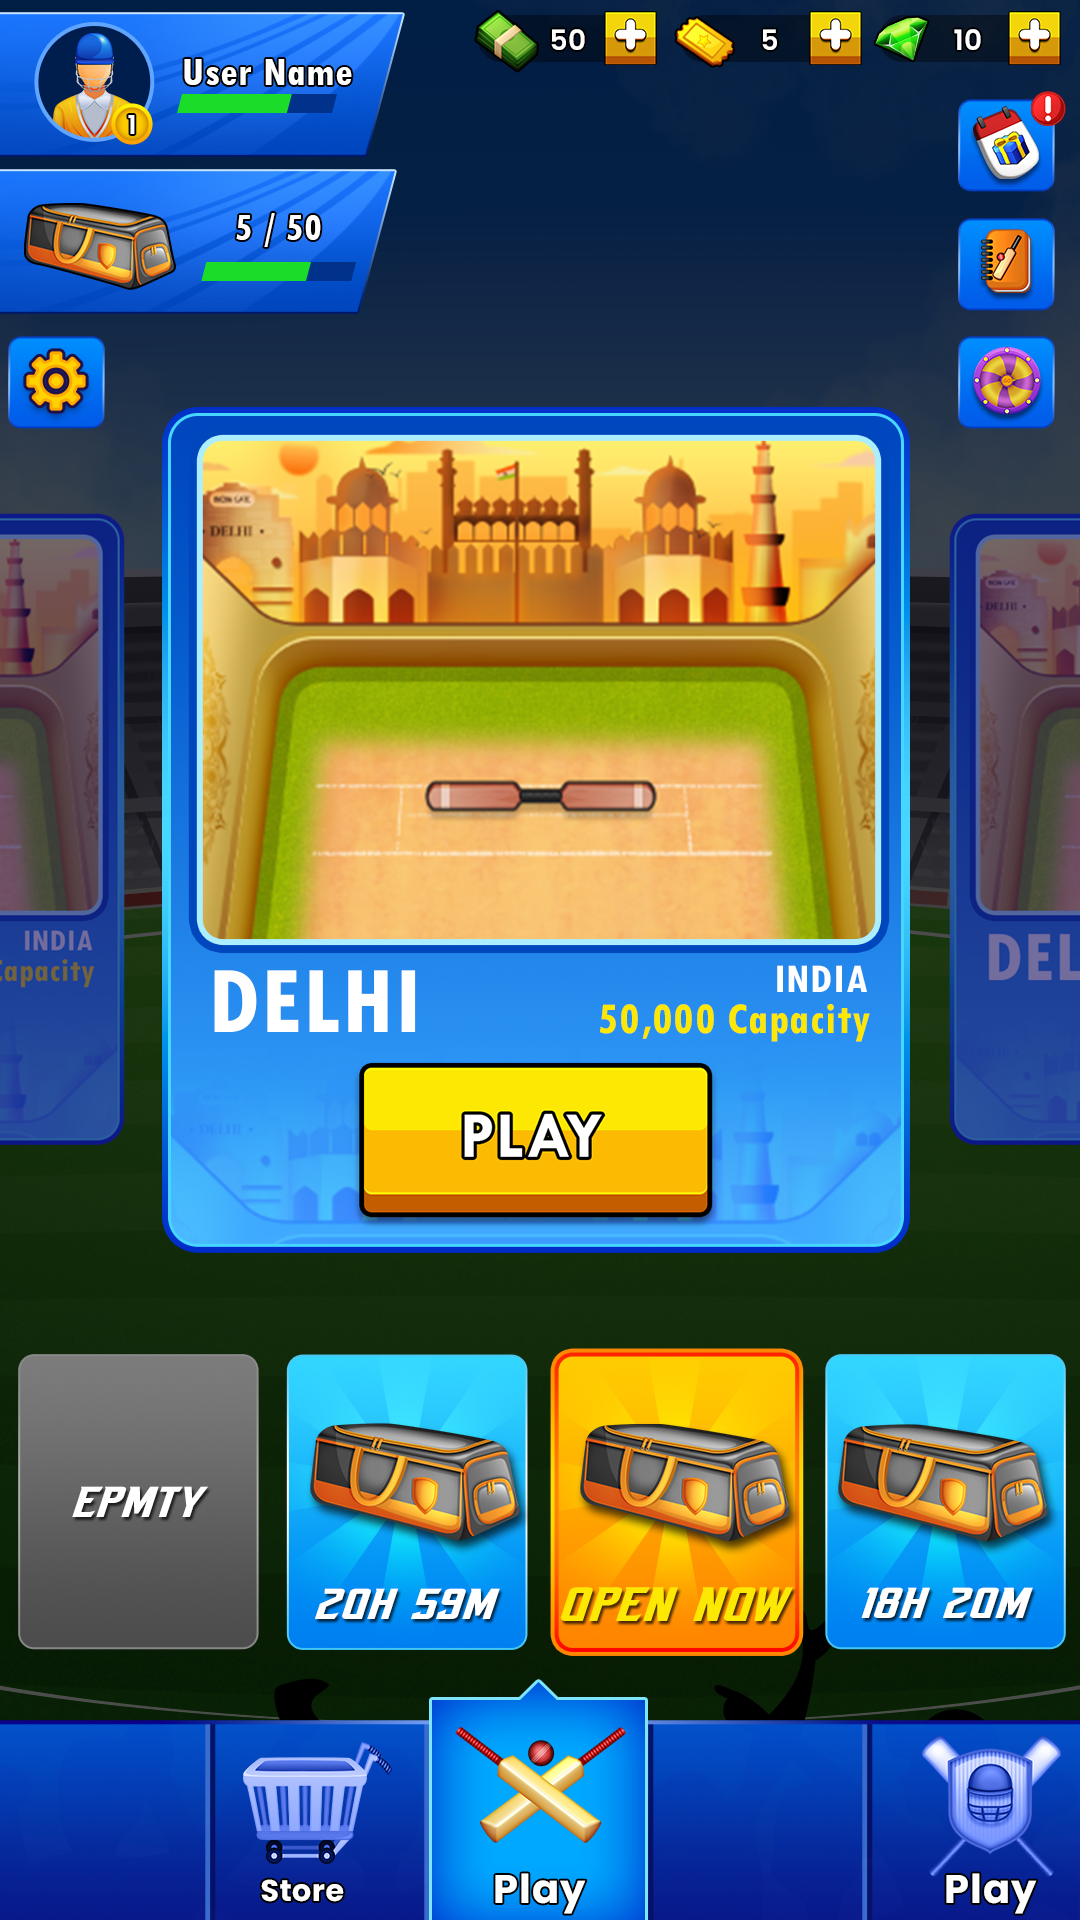 User Name
1
50
5
10
!
5 / 50
DELHI
DELHI
INDIA
Capacity
DELHI
INDIA
50,000 Capacity
DEL
PLAY
EPMTY
20H 59M
OPEN NOW
18H 20M
Store
Play
Play